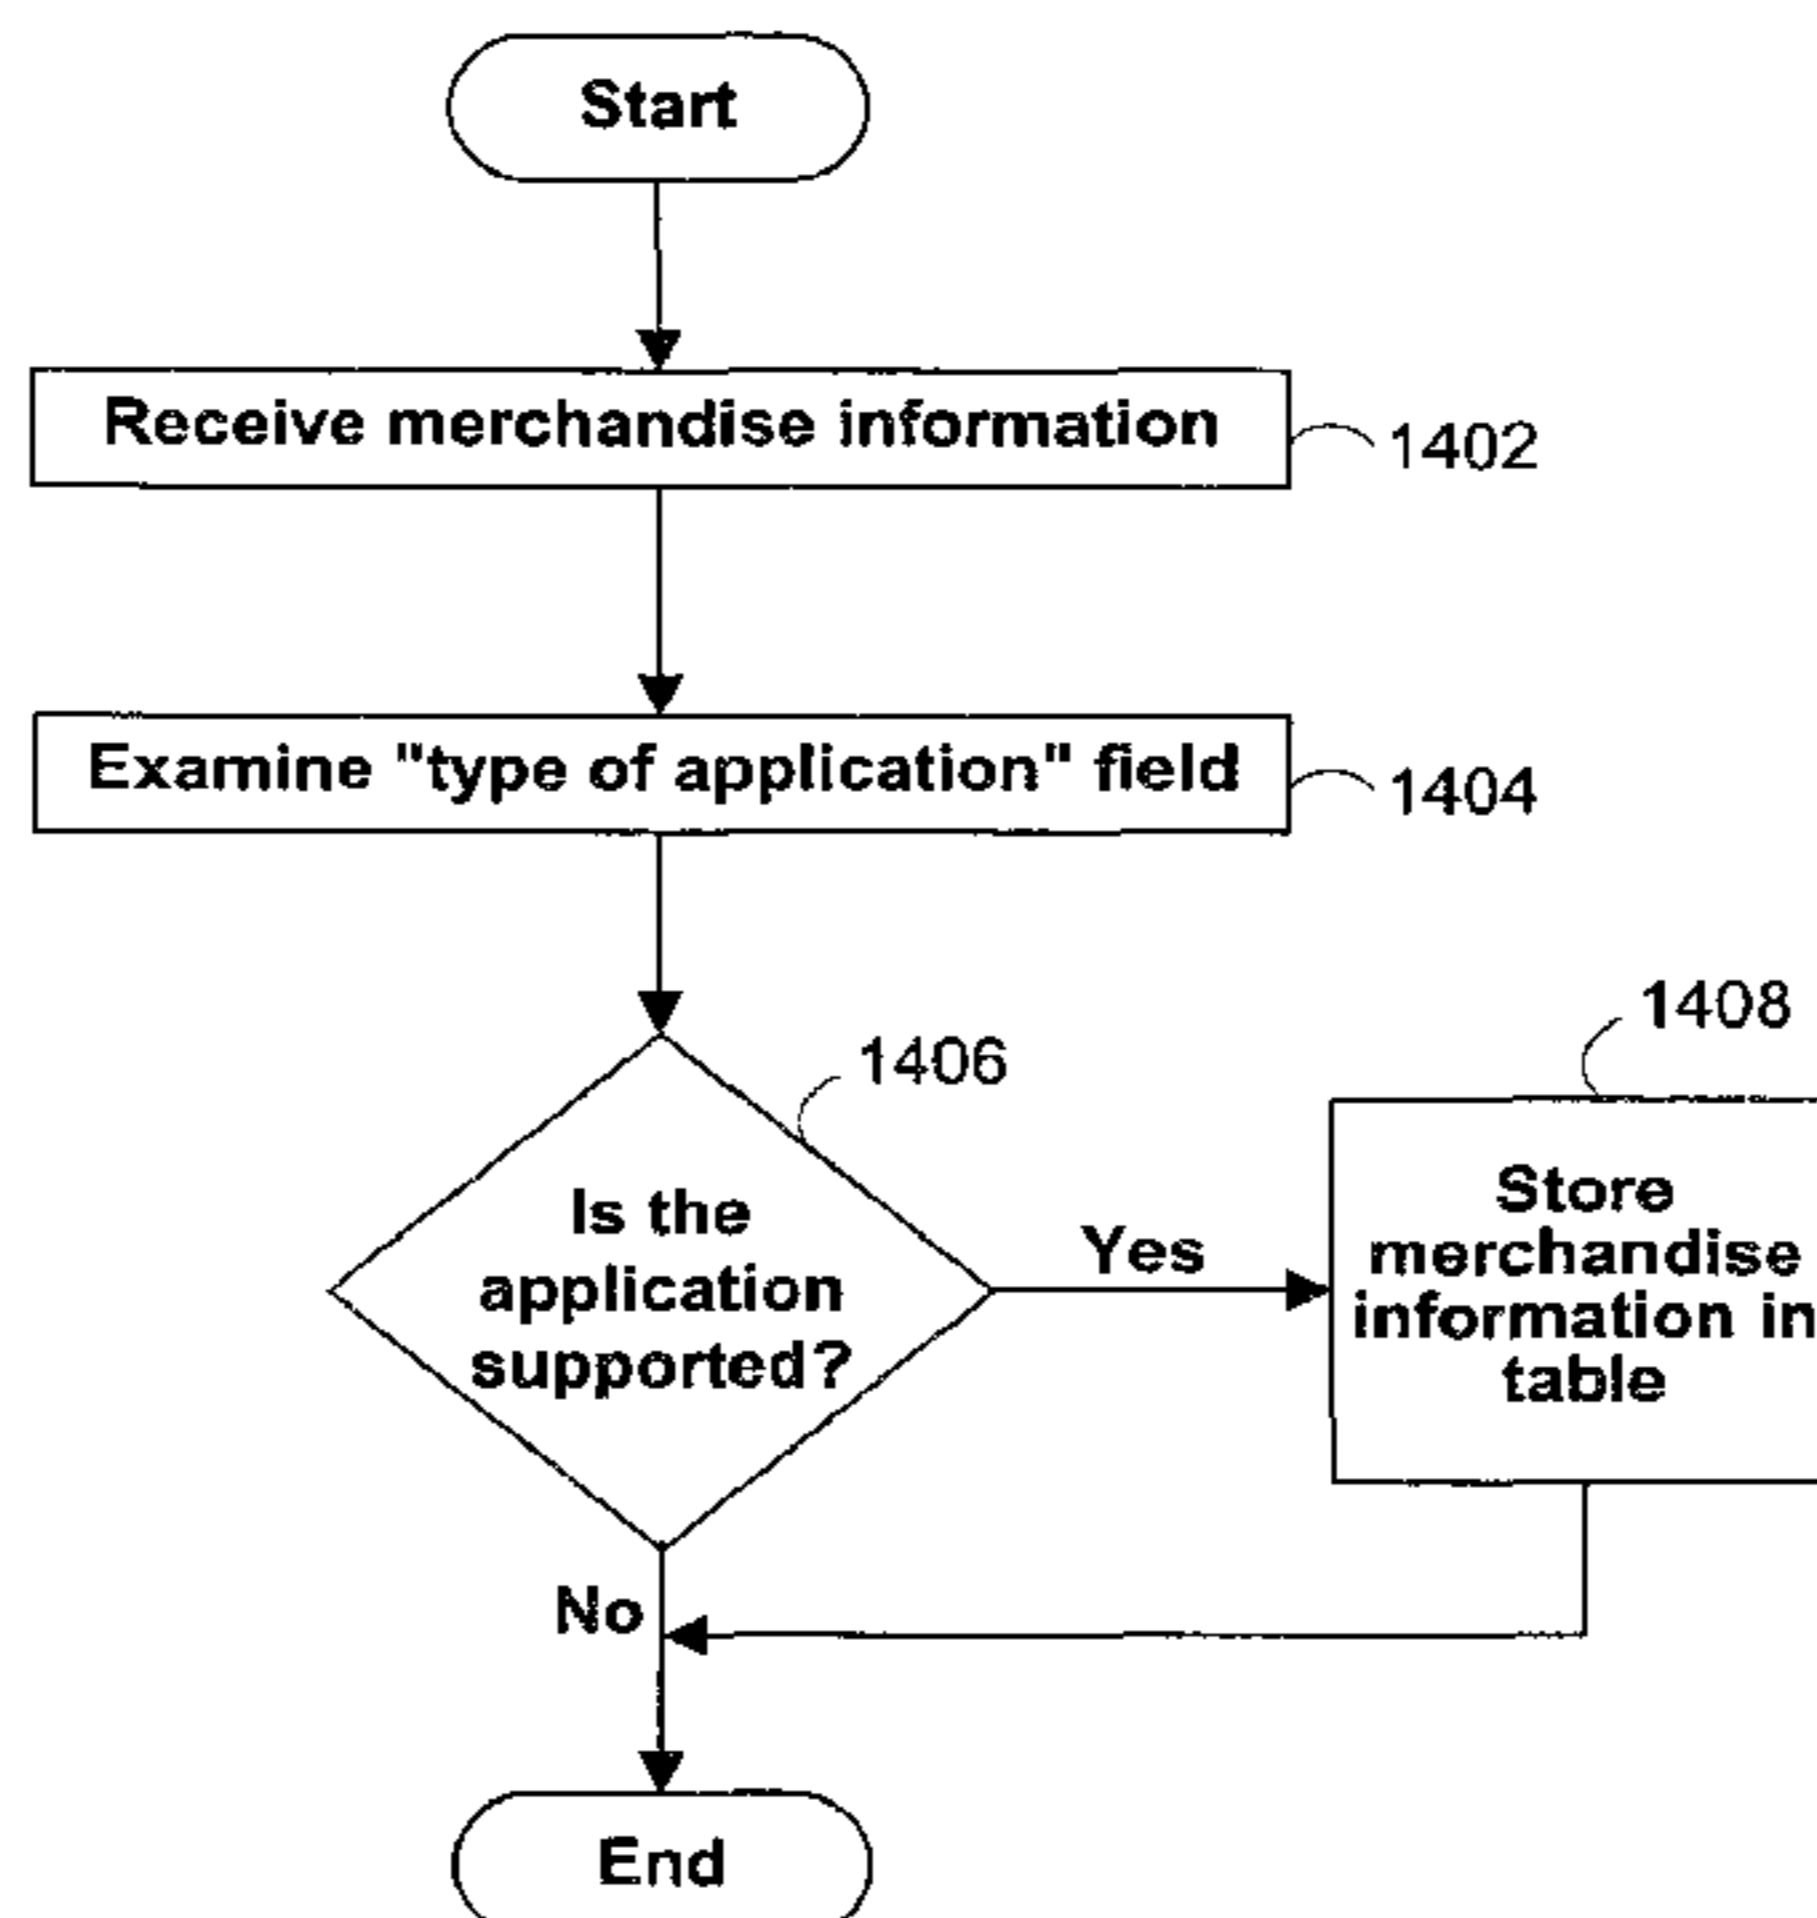 Start
Receive merchandise information
1402
Examine "type of application" field
1404
1406
1408
Is the
application
supported?
Yes
Store
merchandise
information in
table
No
End